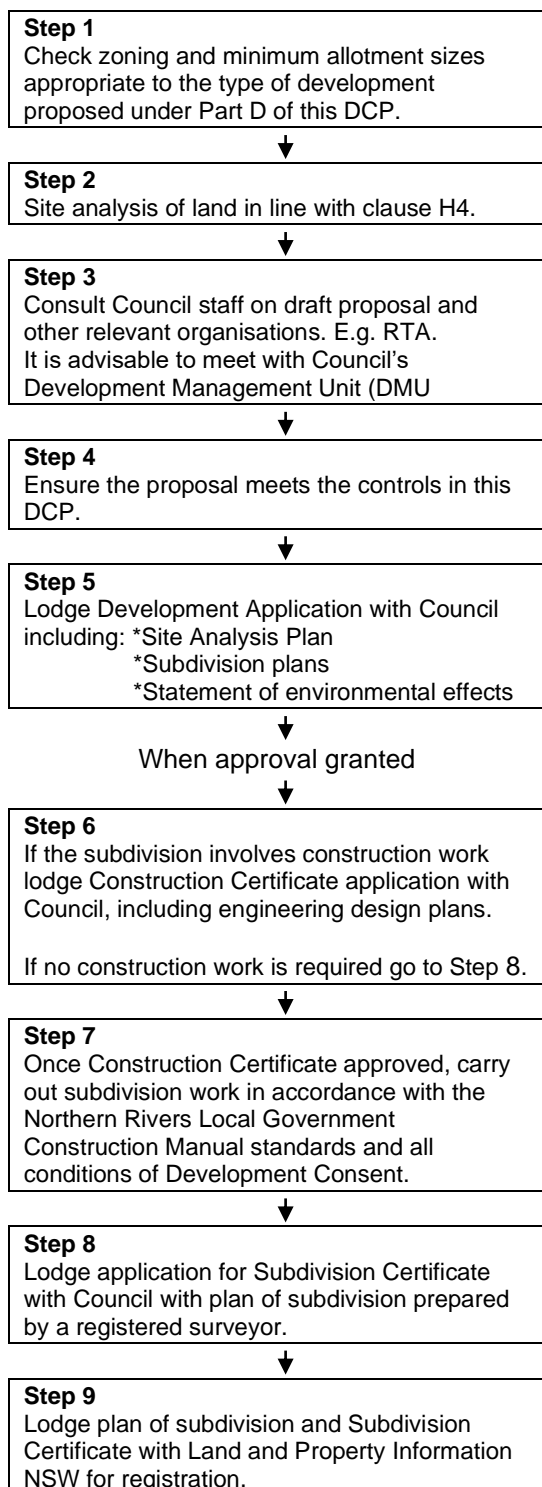 Step 1
Check zoning and minimum allotment sizes
appropriate to the type of development
proposed under Part D of this DCP.
Step 2
Site analysis of land in line with clause H4.
Step 3
Consult Council staff on draft proposal and
other relevant organisations. E.g. RTA.
It is advisable to meet with Council's
Development Management Unit (DMU
Step 4
Ensure the proposal meets the controls in this
DCP.
Step 5
Lodge Development Application with Council
including: *Site Analysis Plan
*Subdivision plans
*Statement of environmental effects
When approval granted
Step 6
If the subdivision involves construction work
lodge Construction Certificate application with
Council, including engineering design plans.
If no construction work is required go to Step 8.
Step 7
Once Construction Certificate approved, carry
out subdivision work in accordance with the
Northern Rivers Local Government
Construction Manual standards and all
conditions of Development Consent.
Step 8
Lodge application for Subdivision Certificate
with Council with plan of subdivision prepared
by a registered surveyor.
Step 9
Lodge plan of subdivision and Subdivision
Certificate with Land and Property Information
NSW for registration.